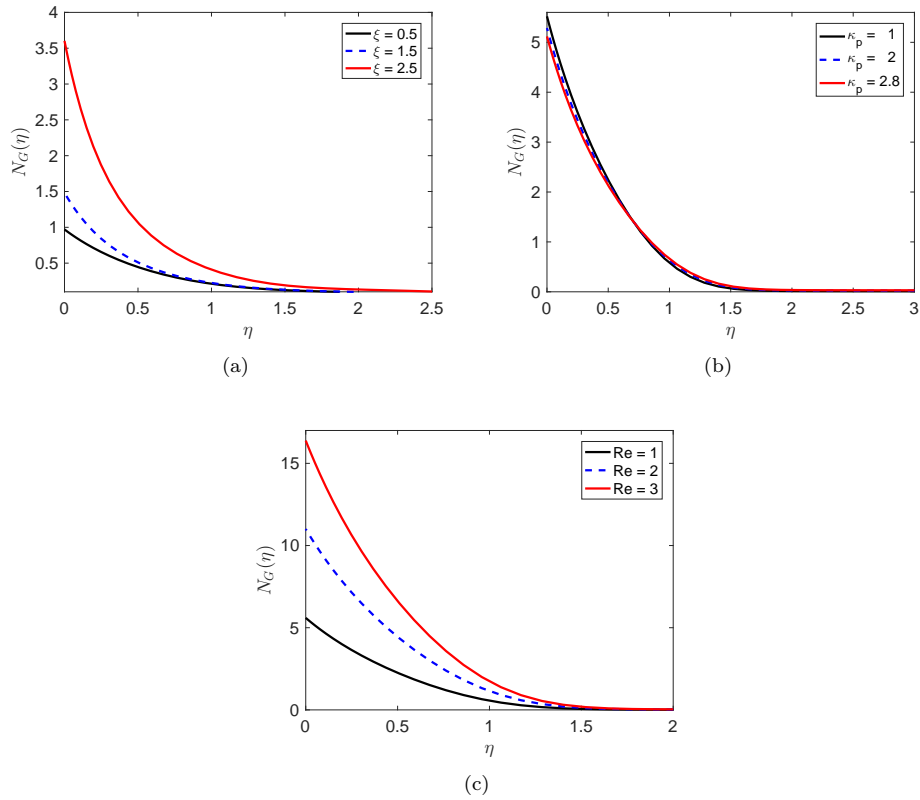 4
3.5
3
2.5
2
1.5
1
0.5
N_G(η)
0 0.5 1 1.5 2 2.5
η
ξ = 0.5
ξ = 1.5
ξ = 2.5
(a)
5
4
3
2
1
0
N_G(η)
0 0.5 1 1.5 2 2.5 3
η
κ_p = 1
κ_p = 2
κ_p = 2.8
(b)
15
10
5
0
N_G(η)
0 0.5 1 1.5 2
η
Re = 1
Re = 2
Re = 3
(c)